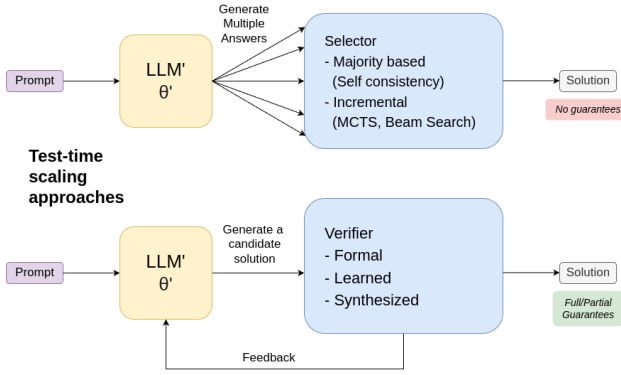 Generate
Multiple
Answers
Prompt
LLM'
θ'
Selector
- Majority based
(Self consistency)
- Incremental
(MCTS, Beam Search)
Solution
No guarantees
Test-time
scaling
approaches
Prompt
LLM'
θ'
Generate a
candidate
solution
Verifier
- Formal
- Learned
- Synthesized
Solution
Full/Partial
Guarantees
Feedback